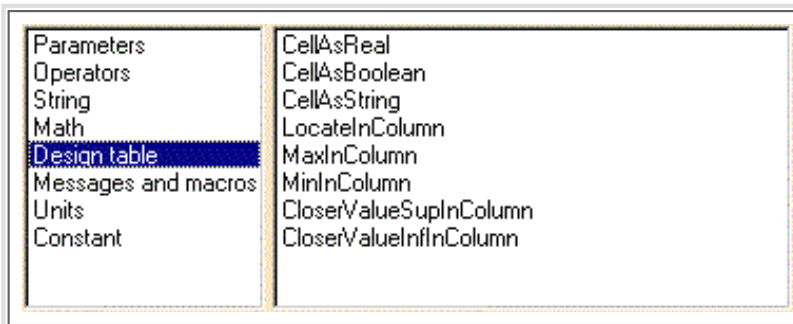 Parameters
Operators
String
Math
Design table
Messages and macros
Units
Constant
CellAsReal
CellAsBoolean
CellAsString
LocateInColumn
MaxInColumn
MinInColumn
CloserValueSupInColumn
CloserValueInfInColumn